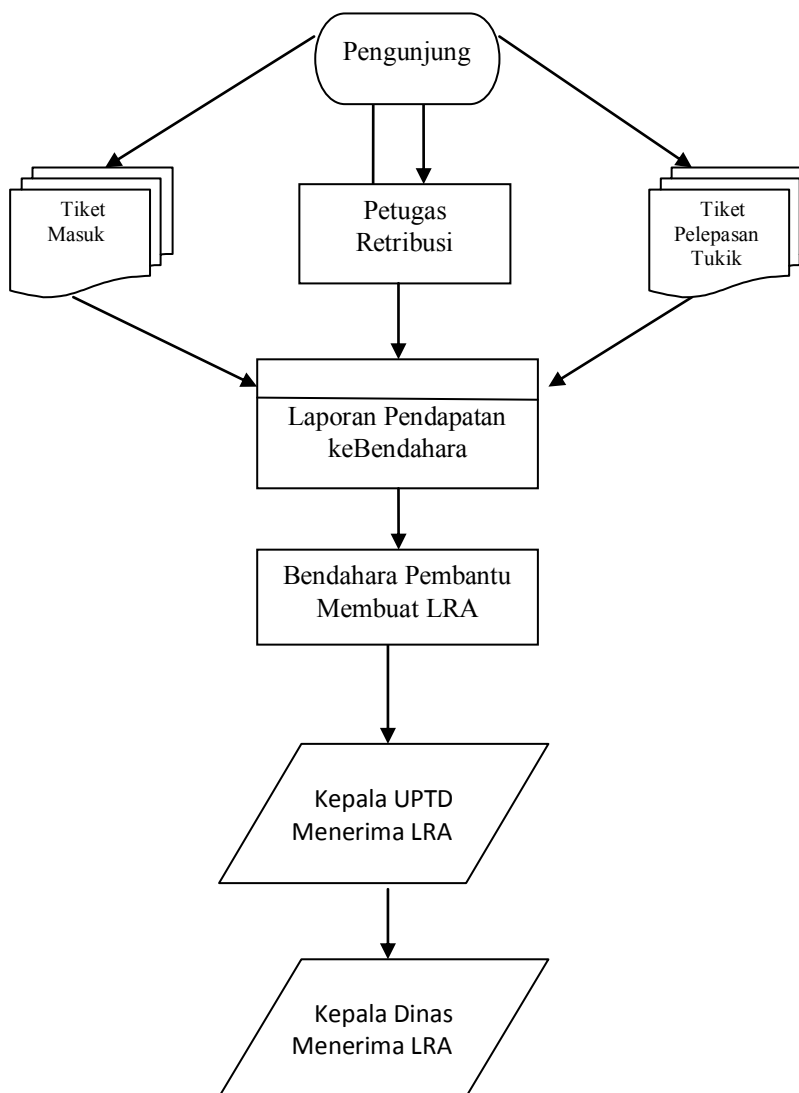 Pengunjung
Tiket
Masuk
Petugas
Retribusi
Tiket
Pelepasan
Tukik
Laporan Pendapatan
keBendahara
Bendahara Pembantu
Membuat LRA
Kepala UPTD
Menerima LRA
Kepala Dinas
Menerima LRA